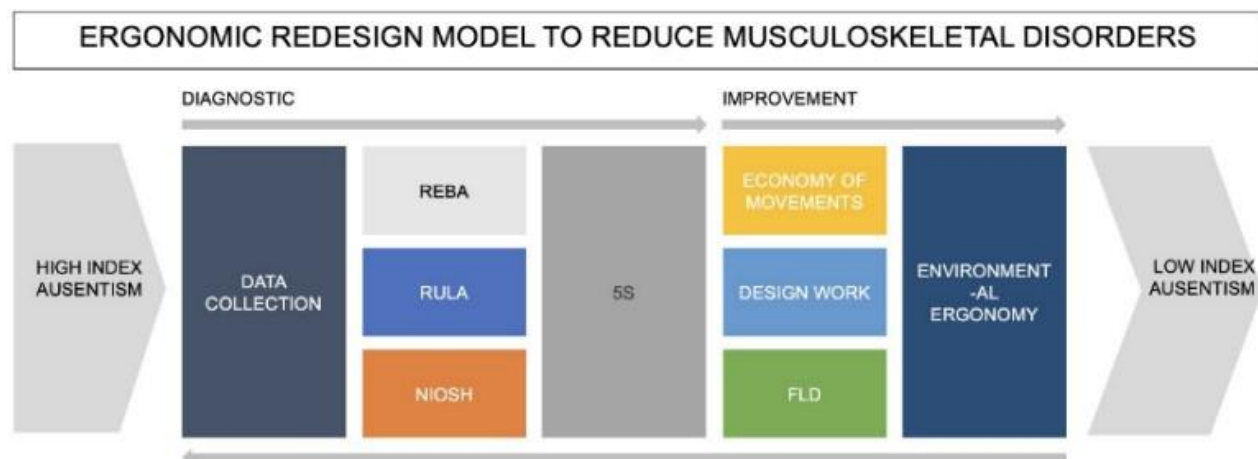 ERGONOMIC REDESIGN MODEL TO REDUCE MUSCULOSKELETAL DISORDERS
DIAGNOSTIC
IMPROVEMENT
HIGH INDEX
AUSENTISM
DATA
COLLECTION
REBA
RULA
NIOSH
5S
ECONOMY OF
MOVEMENTS
DESIGN WORK
FLD
ENVIRONMENT
-AL
ERGONOMY
LOW INDEX
AUSENTISM